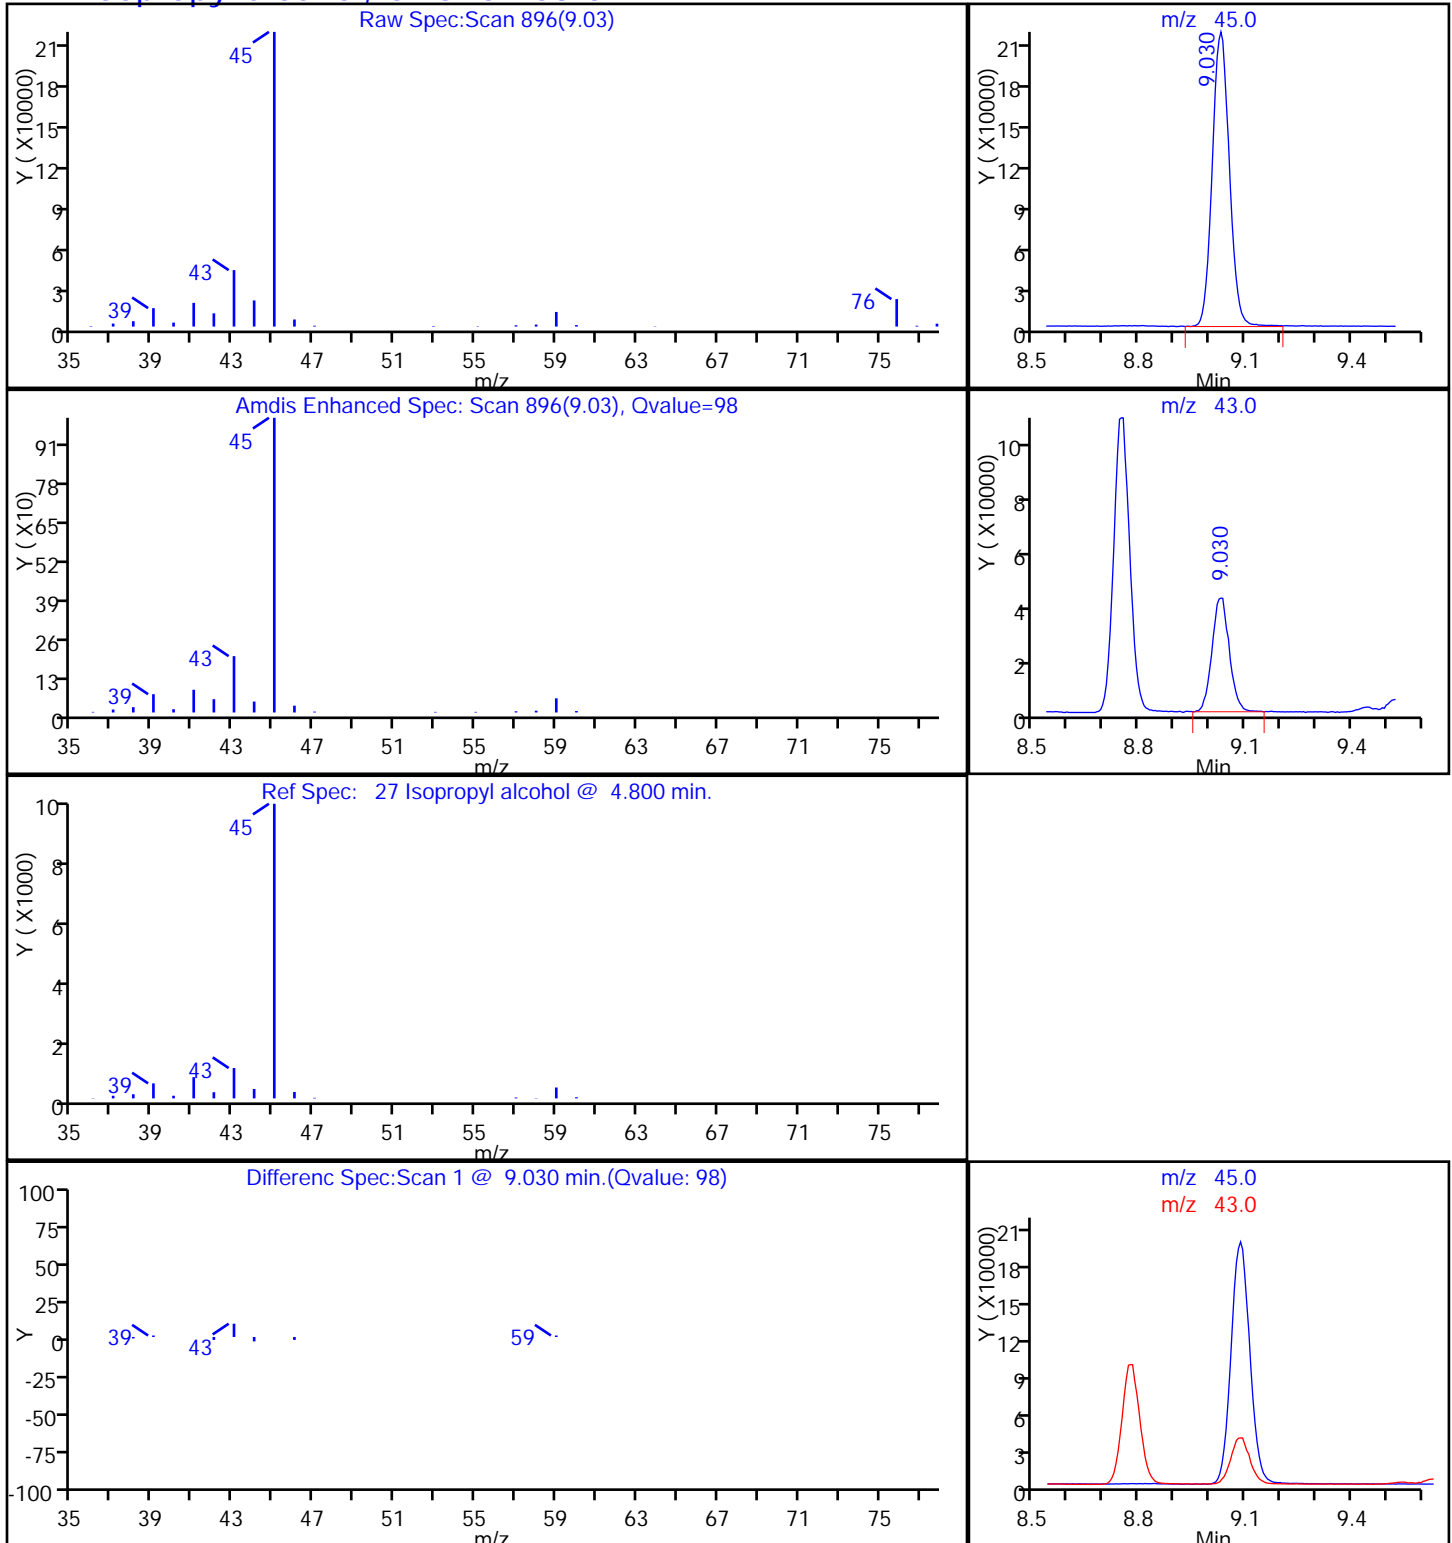 Raw Spec:Scan 896(9.03)
Y ( X10000)
21
18
15
12
9
6
3
0
45
43
39
76
35 39 43 47 51 55 59 63 67 71 75
m/z
m/z 45.0
Y ( X10000)
21
18
15
12
9
6
3
0
9.030
8.5 8.8 9.1 9.4
Min
Amdis Enhanced Spec: Scan 896(9.03), Qvalue=98
Y ( X10)
91
78
65
52
39
26
13
0
45
43
39
35 39 43 47 51 55 59 63 67 71 75
m/z
m/z 43.0
Y ( X10000)
10
8
6
4
2
0
9.030
8.5 8.8 9.1 9.4
Min
Ref Spec: 27 Isopropyl alcohol @ 4.800 min.
Y ( X1000)
10
8
6
4
2
0
45
43
39
35 39 43 47 51 55 59 63 67 71 75
m/z
Differenc Spec:Scan 1 @ 9.030 min.(Qvalue: 98)
Y
100
75
50
25
0
-25
-50
-75
-100
39
43
59
35 39 43 47 51 55 59 63 67 71 75
m/z
m/z 45.0
m/z 43.0
Y ( X10000)
21
18
15
12
9
6
3
0
8.5 8.8 9.1 9.4
Min